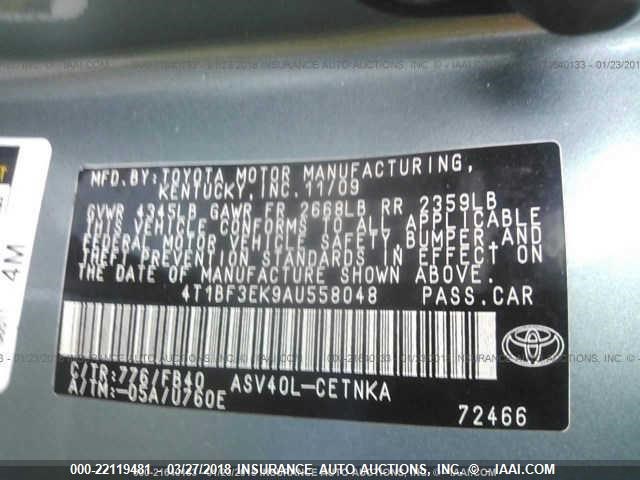 MFD.BY:TOYOTA MOTOR MANUFACTURING,
KENTUCKY,INC.11/09
GVWR 4345LB GAWR FR 2668LB RR 2359LB
THIS VEHICLE CONFORMS TO ALL APPLICABLE
FEDERAL MOTOR VEHICLE SAFETY,BUMPER,AND
THEFT PREVENTION STANDARDS IN EFFECT ON
THE DATE OF MANUFACTURE SHOWN ABOVE.
4T1BF3EK9AU558048 PASS.CAR
C/TR:776/FB40 ASV40L-CETNKA
A/TM:-05A/U760E
72466
4M
TOYOTA
000-22119481 - 03/27/2018 INSURANCE AUTO AUCTIONS, INC. - IAAI.COM